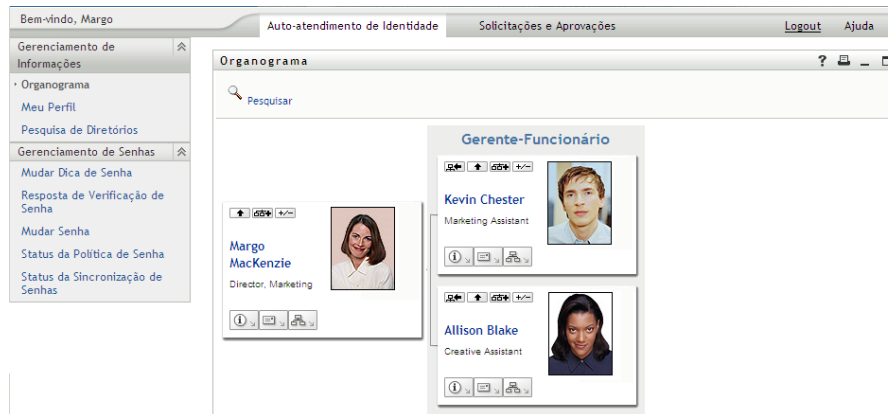 Bem-vindo, Margo
Auto-atendimento de Identidade
Solicitações e Aprovações
Logout
Ajuda
Gerenciamento de
Informações
Organograma
Meu Perfil
Pesquisa de Diretórios
Gerenciamento de Senhas
Mudar Dica de Senha
Resposta de Verificação de
Senha
Mudar Senha
Status da Política de Senha
Status da Sincronização de
Senhas
Organograma
?
Pesquisar
Gerente-Funcionário
Margo
MacKenzie
Director, Marketing
Kevin Chester
Marketing Assistant
Allison Blake
Creative Assistant